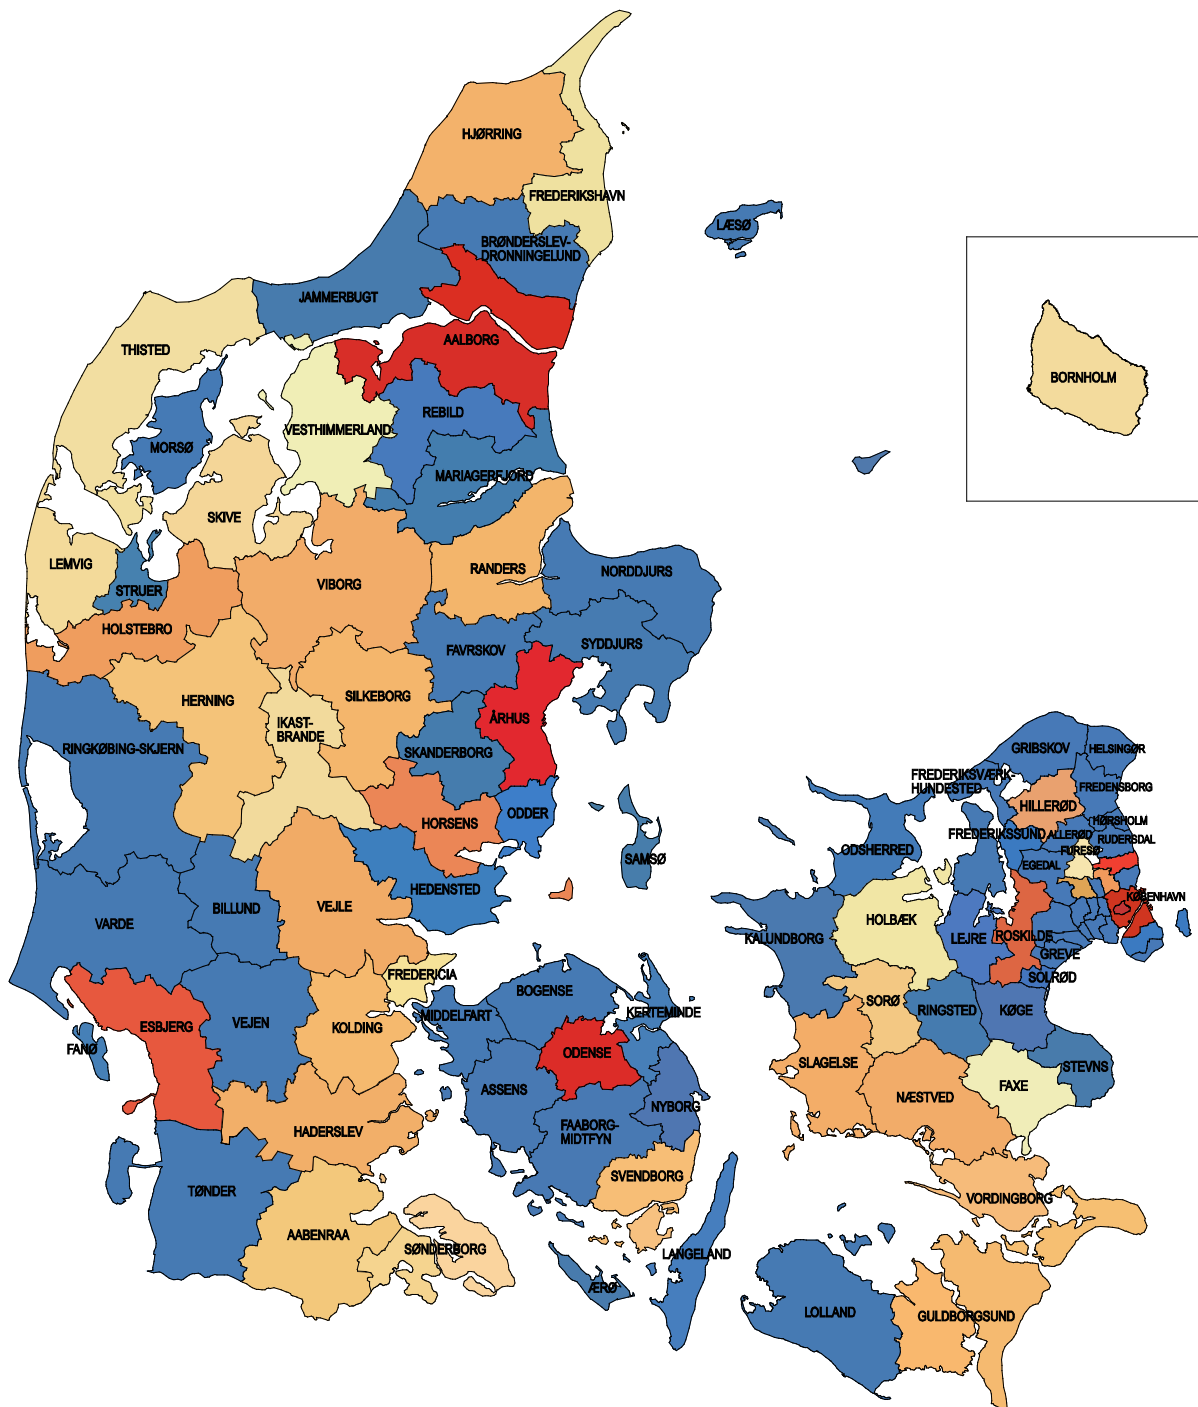 HJØRRING
FREDERIKSHAVN
LÆSØ
BRØNDERSLEV-
DRONNINGELUND
JAMMERBUGT
THISTED
AALBORG
BORNHOLM
REBILD
VESTHIMMERLAND
MORSØ
MARIAGERFJORD
SKIVE
LEMVIG
RANDERS
NORDDJURS
VIBORG
STRUER
HOLSTEBRO
FAVRSKOV
SYDDJURS
HERNING
SILKEBORG
IKAST-
BRANDE
ÅRHUS
RINGKØBING-SKJERN
SKANDERBORG
GRIBSKOV
HELSINGØR
FREDERIKSVÆRK-
HUNDESTED
FREDENSBORG
HILLERØD
ODDER
HORSENS
HØRSHOLM
FREDERIKSSUND
ALLERØD
RUDERSDAL
FURESØ
ODSHERRED
SAMSØ
EGEDAL
HEDENSTED
KØBENHAVN
BILLUND
VEJLE
VARDE
HOLBÆK
KALUNDBORG
LEJRE
ROSKILDE
GREVE
FREDERICIA
SOLRØD
BOGENSE
SORØ
RINGSTED
KØGE
MIDDELFART
KERTEMINDE
VEJEN
KOLDING
ESBJERG
FANØ
ODENSE
SLAGELSE
STEVNS
ASSENS
FAXE
NÆSTVED
NYBORG
HADERSLEV
FAABORG-
MIDTFYN
SVENDBORG
TØNDER
VORDINGBORG
AABENRAA
SØNDERBORG
LANGELAND
ÆRØ
LOLLAND
GULDBORGSUND